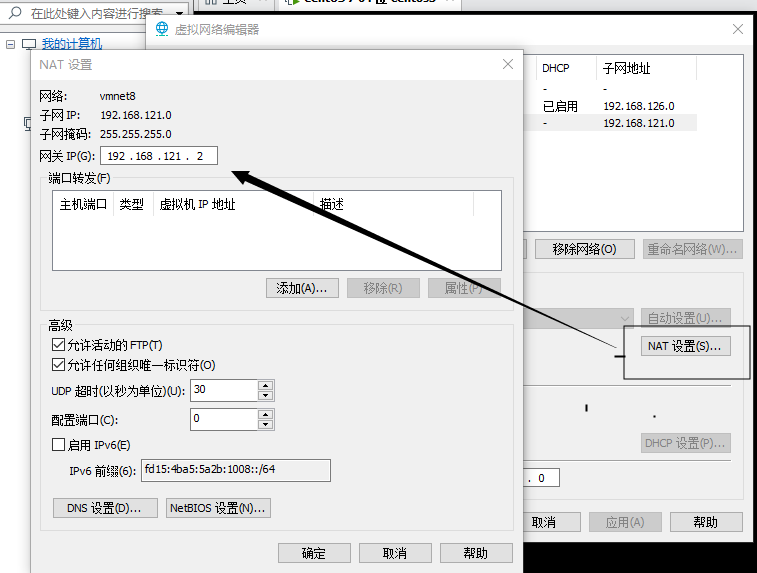 在此处键入内容进行搜索
主页
我的计算机
虚拟网络编辑器
NAT 设置
DHCP 子网地址
- -
已启用 192.168.126.0
- 192.168.121.0
网络: vmnet8
子网 IP: 192.168.121.0
子网掩码: 255.255.255.0
网关 IP(G): 192 . 168 . 121 . 2
端口转发(F)
主机端口 类型 虚拟机 IP 地址 描述
移除网络(O) 重命名网络(W)...
添加(A)... 移除(R) 属性(P)
自动设置(U)...
NAT 设置(S)...
高级
允许活动的 FTP(T)
允许任何组织唯一标识符(O)
UDP 超时(以秒为单位)(U): 30
配置端口(C): 0
启用 IPv6(E)
DHCP 设置(P)...
IPv6 前缀(6): fd15:4ba5:5a2b:1008::/64
. 0
DNS 设置(D)... NetBIOS 设置(N)...
取消 应用(A) 帮助
确定 取消 帮助